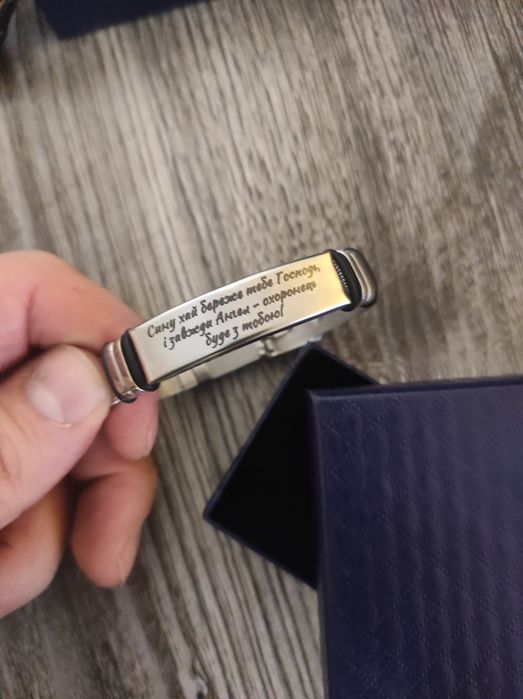 Сину хай береже тебе Господь,
і завжди Ангел - охоронець
буде з тобою!